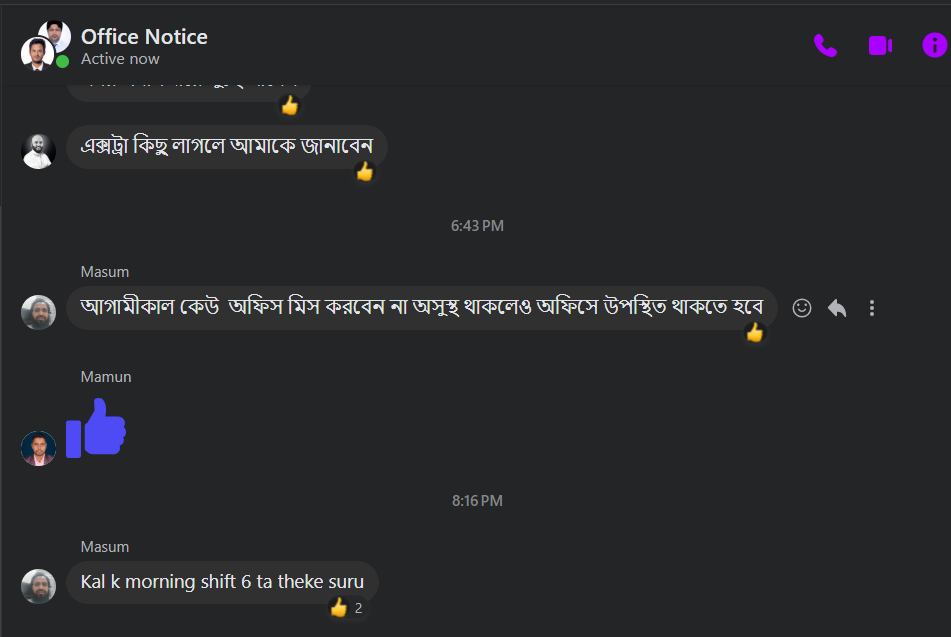 Office Notice
Active now
এক্সট্রা কিছু লাগলে আমাকে জানাবেন
6:43 PM
Masum
আগামীকাল কেউ অফিস মিস করবেন না অসুস্থ থাকলেও অফিসে উপস্থিত থাকতে হবে
Mamun
8:16 PM
Masum
Kal k morning shift 6 ta theke suru
2